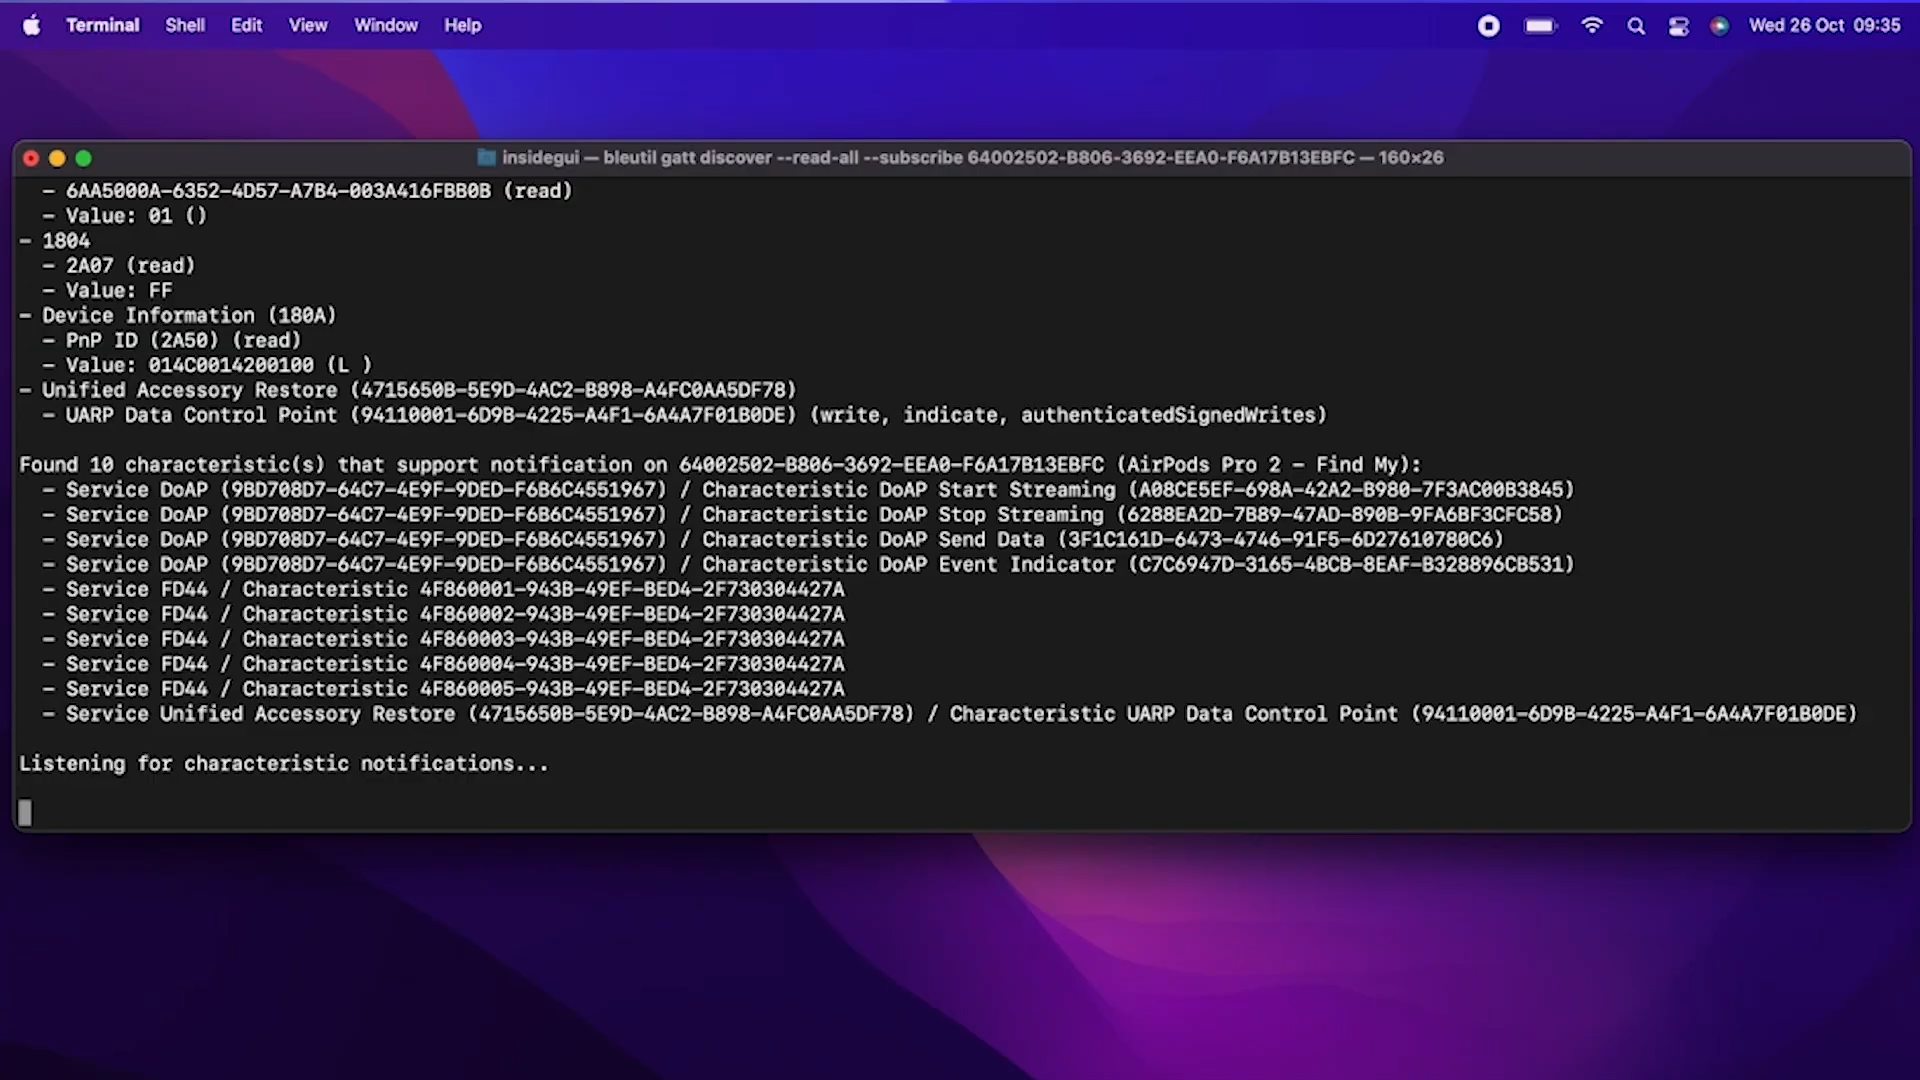 Terminal Shell Edit View Window Help Wed 26 Oct 09:35
insidegui — bleutil gatt discover --read-all --subscribe 64002502-B806-3692-EEA0-F6A17B13EBFC — 160×26
- 6AA5000A-6352-4D57-A7B4-003A416FBB0B (read)
- Value: 01 ()
- 1804
- 2A07 (read)
- Value: FF
- Device Information (180A)
- PnP ID (2A50) (read)
- Value: 014C0014200100 (L )
- Unified Accessory Restore (4715650B-5E9D-4AC2-B898-A4FC0AA5DF78)
- UARP Data Control Point (94110001-6D9B-4225-A4F1-6A4A7F01B0DE) (write, indicate, authenticatedSignedWrites)
Found 10 characteristic(s) that support notification on 64002502-B806-3692-EEA0-F6A17B13EBFC (AirPods Pro 2 - Find My):
- Service DoAP (9BD708D7-64C7-4E9F-9DED-F6B6C4551967) / Characteristic DoAP Start Streaming (A08CE5EF-698A-42A2-B980-7F3AC00B3845)
- Service DoAP (9BD708D7-64C7-4E9F-9DED-F6B6C4551967) / Characteristic DoAP Stop Streaming (6288EA2D-7B89-47AD-890B-9FA6BF3CFC58)
- Service DoAP (9BD708D7-64C7-4E9F-9DED-F6B6C4551967) / Characteristic DoAP Send Data (3F1C161D-6473-4746-91F5-6D27610780C6)
- Service DoAP (9BD708D7-64C7-4E9F-9DED-F6B6C4551967) / Characteristic DoAP Event Indicator (C7C6947D-3165-4BCB-8EAF-B328896CB531)
- Service FD44 / Characteristic 4F860001-943B-49EF-BED4-2F730304427A
- Service FD44 / Characteristic 4F860002-943B-49EF-BED4-2F730304427A
- Service FD44 / Characteristic 4F860003-943B-49EF-BED4-2F730304427A
- Service FD44 / Characteristic 4F860004-943B-49EF-BED4-2F730304427A
- Service FD44 / Characteristic 4F860005-943B-49EF-BED4-2F730304427A
- Service Unified Accessory Restore (4715650B-5E9D-4AC2-B898-A4FC0AA5DF78) / Characteristic UARP Data Control Point (94110001-6D9B-4225-A4F1-6A4A7F01B0DE)
Listening for characteristic notifications...